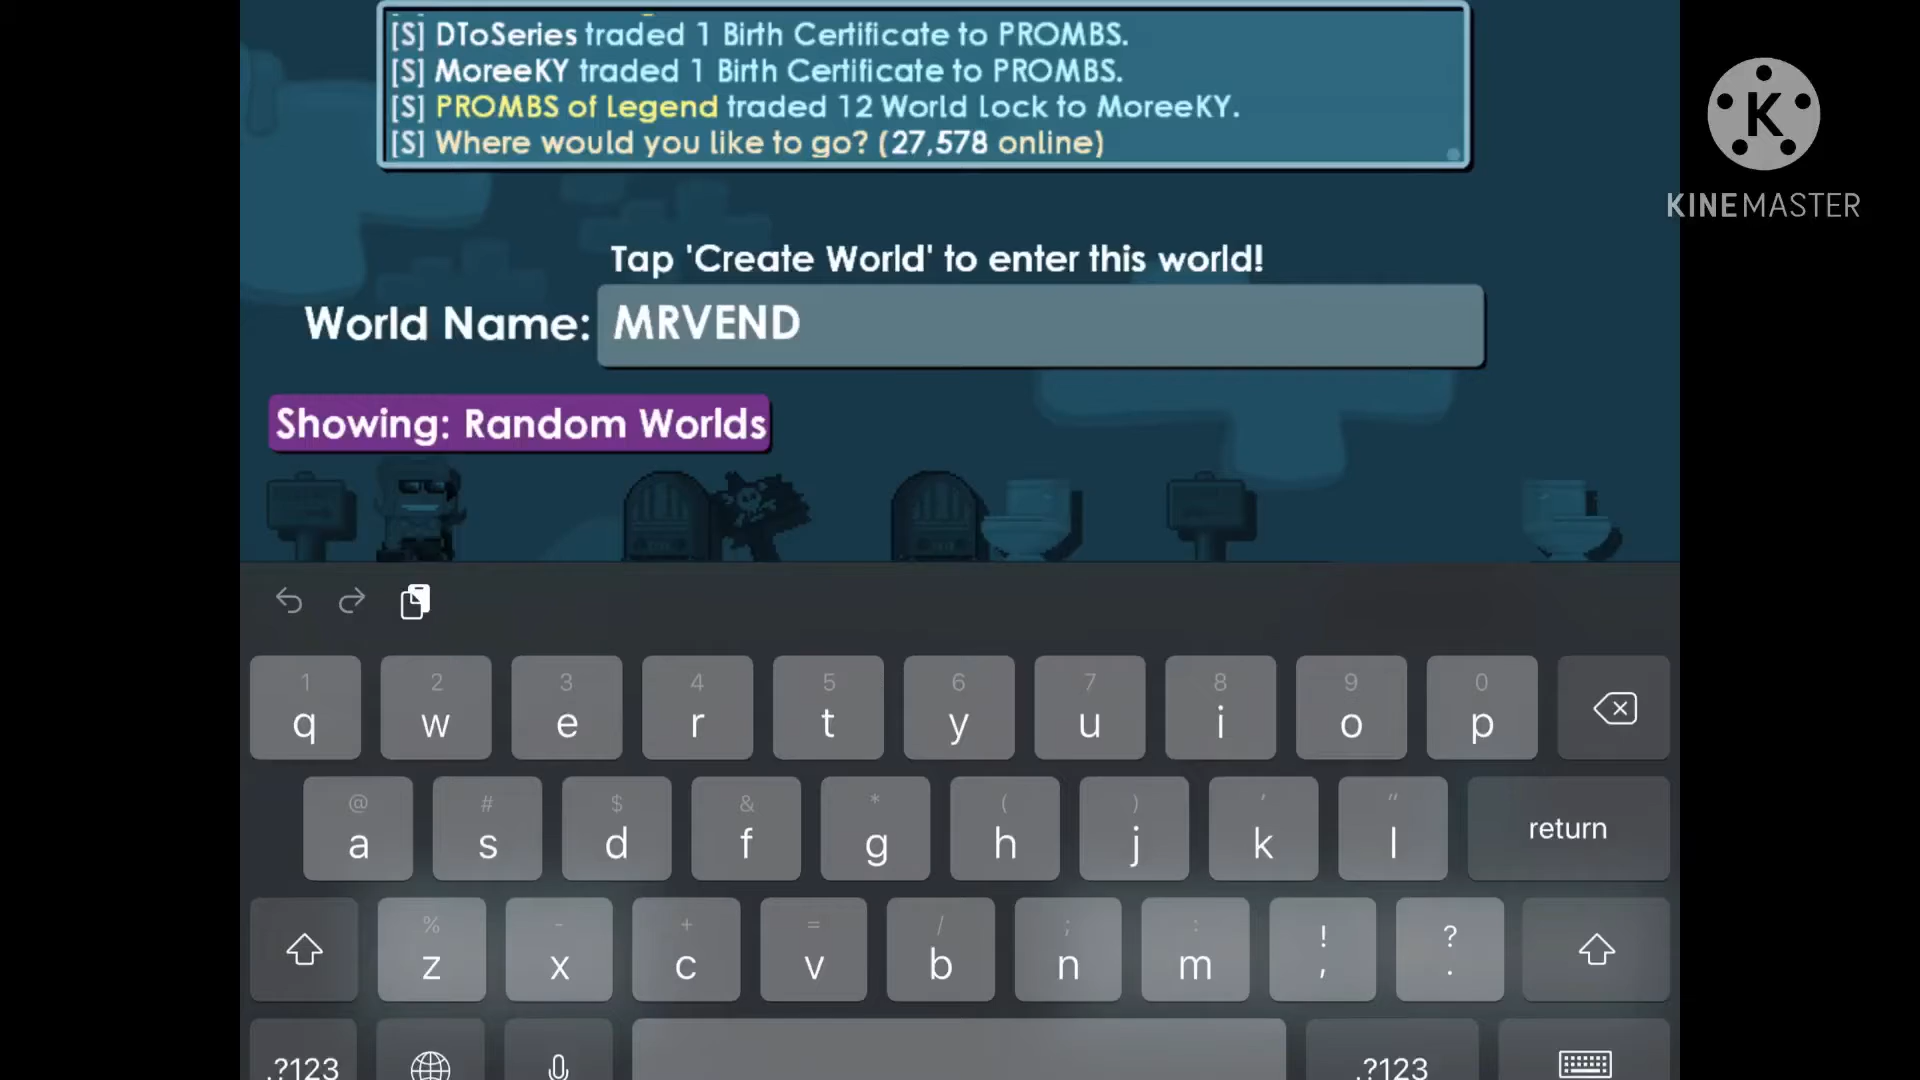 [S] DToSeries traded 1 Birth Certificate to PROMBS.
[S] MoreeKY traded 1 Birth Certificate to PROMBS.
[S] PROMBS of Legend traded 12 World Lock to MoreeKY.
[S] Where would you like to go? (27,578 online)
K
KINEMASTER
Tap 'Create World' to enter this world!
World Name: MRVEND
Showing: Random Worlds
1 2 3 4 5 6 7 8 9 0
q w e r t y u i o p
@ # $ & * ( ) ' "
a s d f g h j k l return
% - + = / ; : ! ?
z x c v b n m , .
.?123 .?123